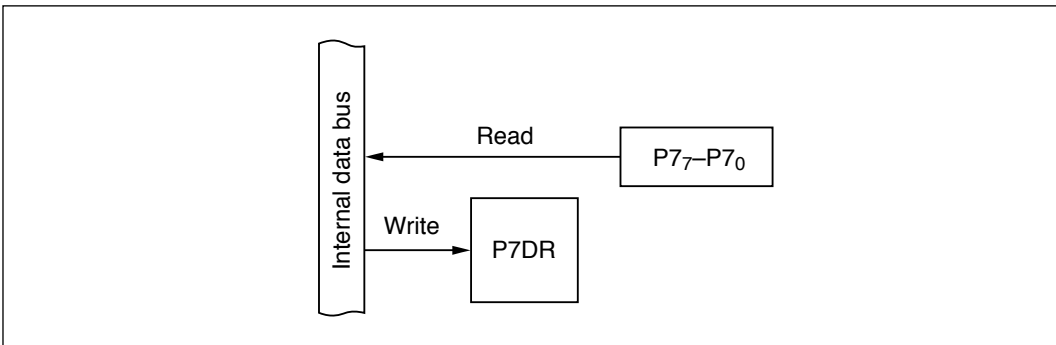 Internal data bus
Read
P7₇–P7₀
Write
P7DR